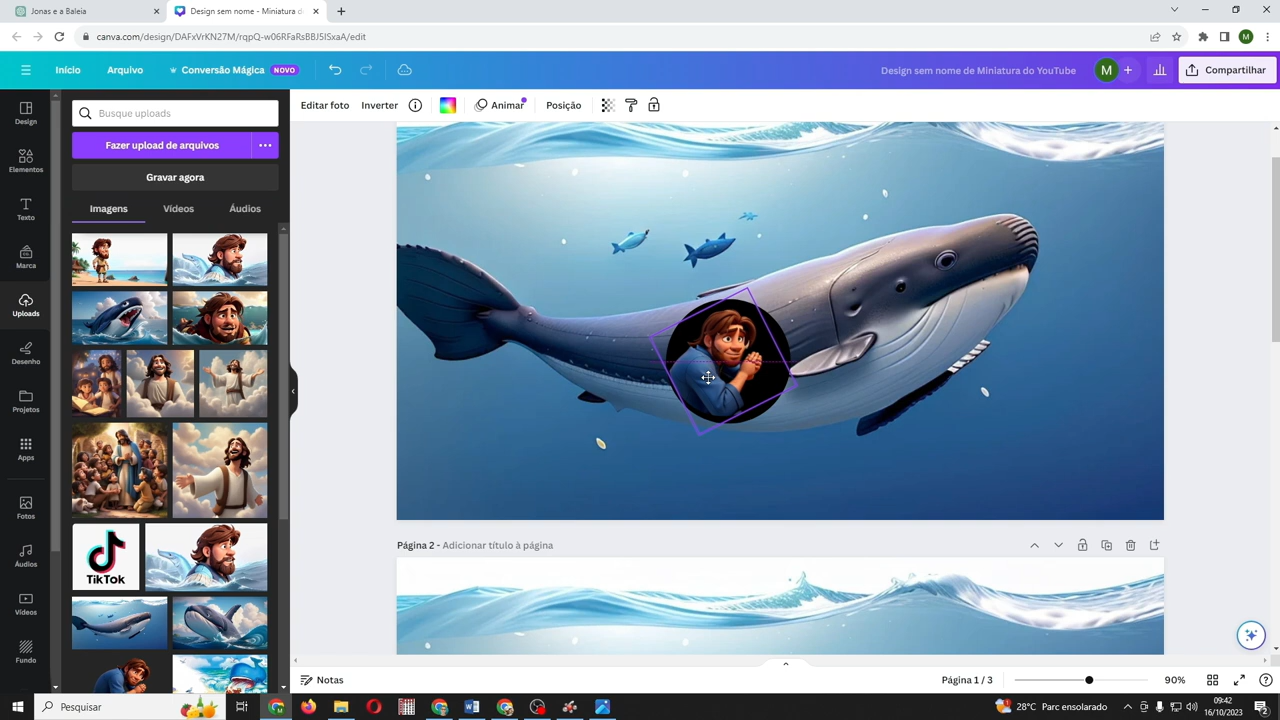 Jonas e a Baleia
Design sem nome - Miniatura d
canva.com/design/DAFxVrKN27M/rqpQ-w06RFaRsBBJ5ISxaA/edit
Início
Arquivo
Conversão Mágica
NOVO
Design sem nome de Miniatura do YouTube
M
Compartilhar
Design
Elementos
Texto
Marca
Uploads
Desenho
Projetos
Apps
Fotos
Áudios
Vídeos
Fundo
Busque uploads
Fazer upload de arquivos
Gravar agora
Imagens
Vídeos
Áudios
TikTok
Editar foto
Inverter
Animar
Posição
Página 2 - Adicionar título à página
Notas
Página 1 / 3
90%
Pesquisar
28°C Parc ensolarado
09:42
16/10/2023
2